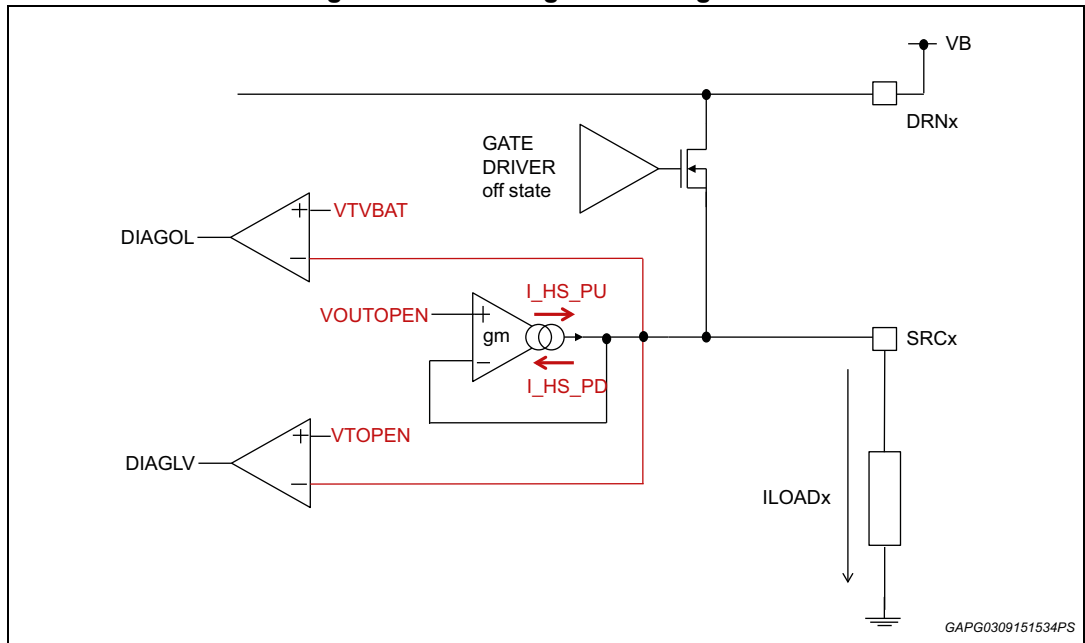 VB
DRNx
GATE
DRIVER
off state
+
VTVBAT
DIAGOL
−
I_HS_PU
VOUTOPEN
+
gm
SRCx
−
I_HS_PD
+
VTOPEN
DIAGLV
−
ILOADx
GAPG0309151534PS